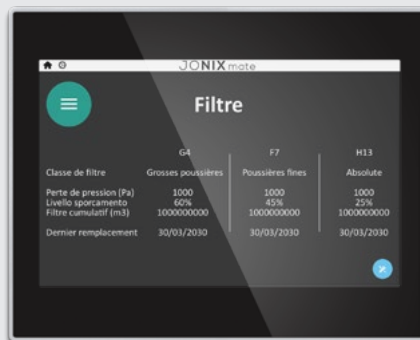 JONIX mate
Filtre
G4 F7 H13
Classe de filtre Grosses poussières Poussières fines Absolute
Perte de pression (Pa) 1000 1000 1000
Livello sporcamento 60% 45% 25%
Filtre cumulatif (m3) 1000000000 1000000000 1000000000
Dernier remplacement 30/03/2030 30/03/2030 30/03/2030